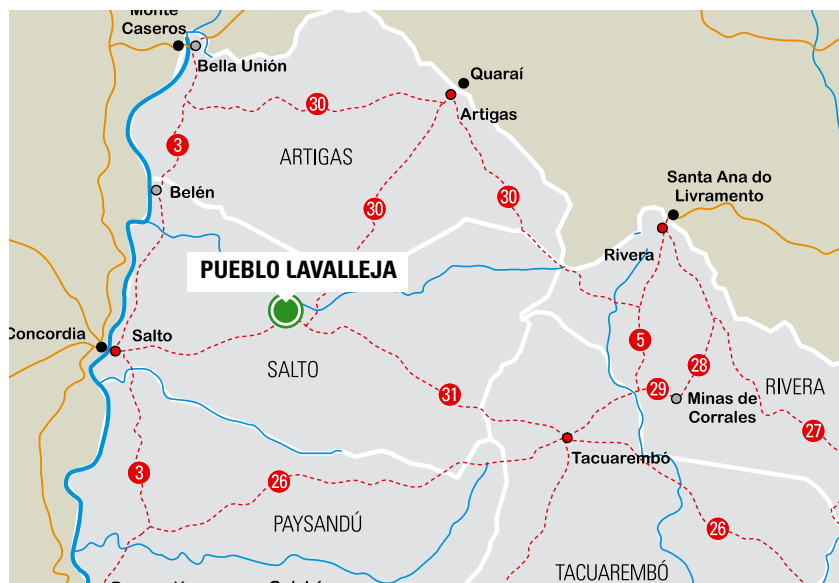 Monte
Caseros
Bella Unión
Quaraí
30
Artigas
3
ARTIGAS
Santa Ana do
Livramento
Belén
30
30
Rivera
PUEBLO LAVALLEJA
Concordia
Salto
5
28
SALTO
31
29
RIVERA
Minas de
Corrales
27
Tacuarembó
3
26
PAYSANDÚ
26
TACUAREMBÓ